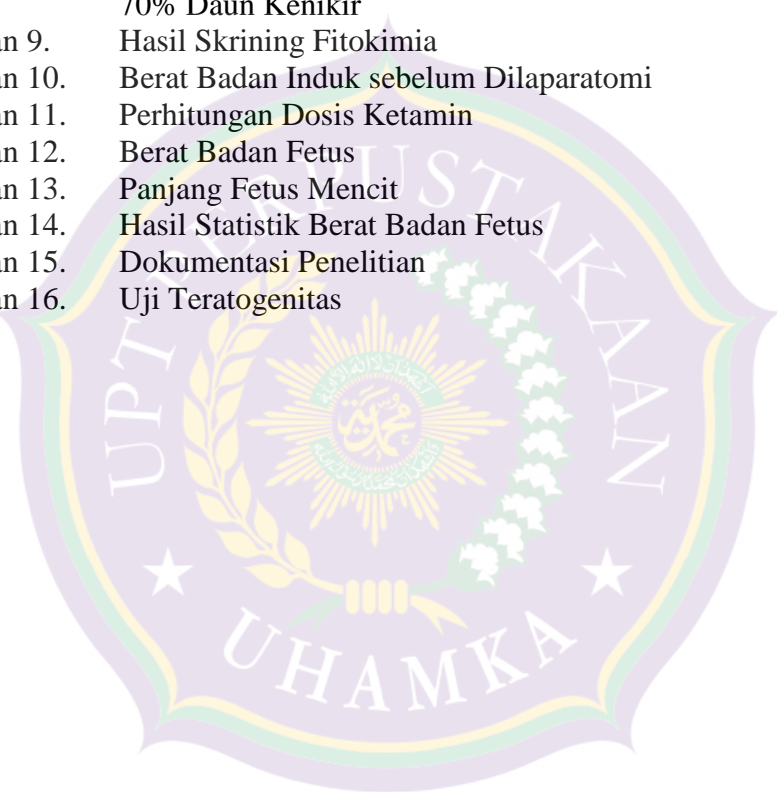 70% Daun Kenikir
an 9. Hasil Skrining Fitokimia
an 10. Berat Badan Induk sebelum Dilaparatomi
an 11. Perhitungan Dosis Ketamin
an 12. Berat Badan Fetus
an 13. Panjang Fetus Mencit
an 14. Hasil Statistik Berat Badan Fetus
an 15. Dokumentasi Penelitian
an 16. Uji Teratogenitas
UPT PERPUSTAKAAN
UHAMKA